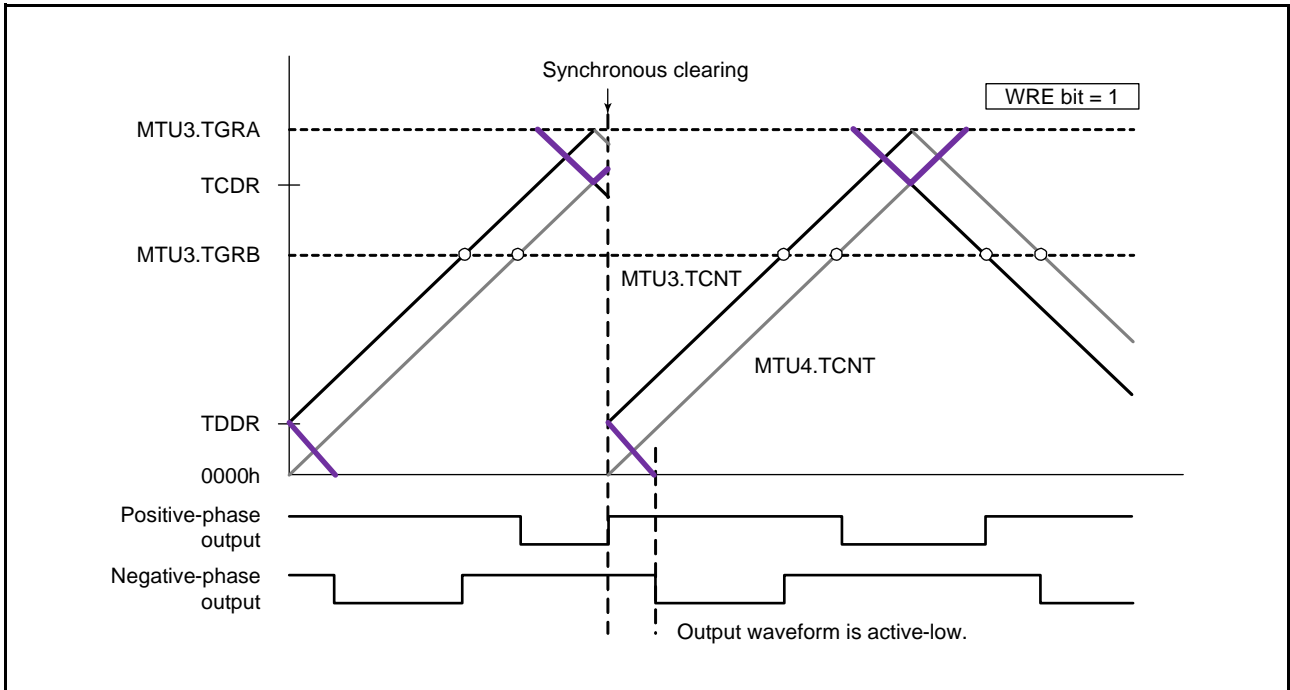 Synchronous clearing
WRE bit = 1
MTU3.TGRA
TCDR
MTU3.TGRB
MTU3.TCNT
MTU4.TCNT
TDDR
0000h
Positive-phase
output
Negative-phase
output
Output waveform is active-low.